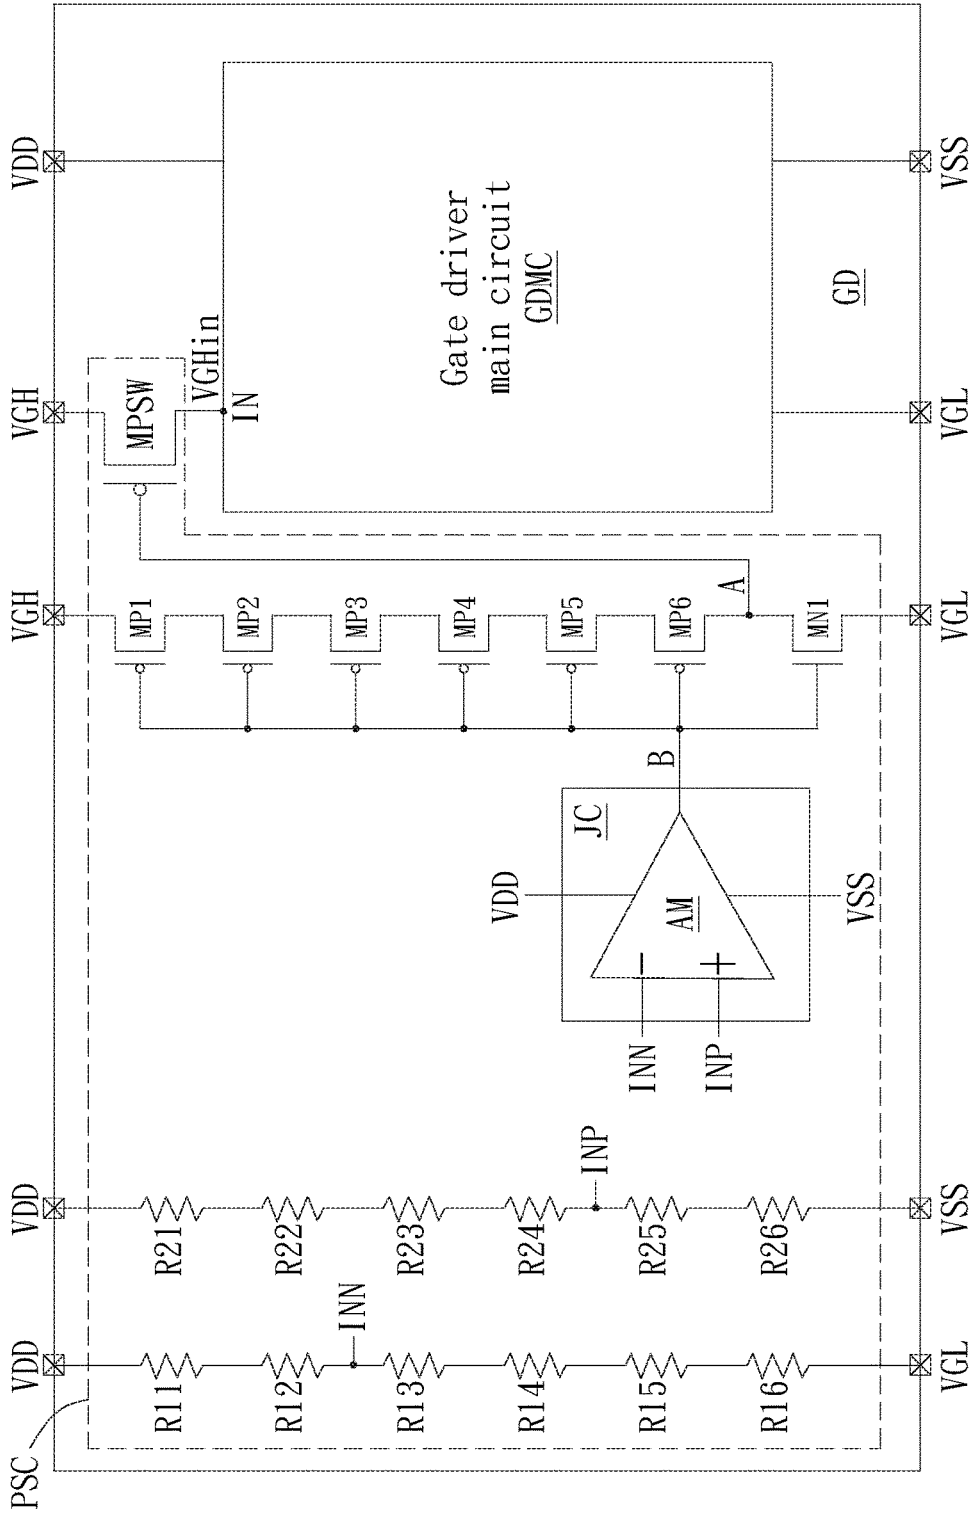 PSC
VDD
VDD
VGH
VGH
VDD
R11
R12
INN
R13
R14
R15
R16
R21
R22
R23
R24
INP
R25
R26
INN
INP
VDD
AM
JC
VSS
B
MP1
MP2
MP3
MP4
MP5
MP6
A
MN1
MPSW
VGHin
IN
Gate driver
main circuit
GDMC
GD
VGL
VSS
VGL
VGL
VSS